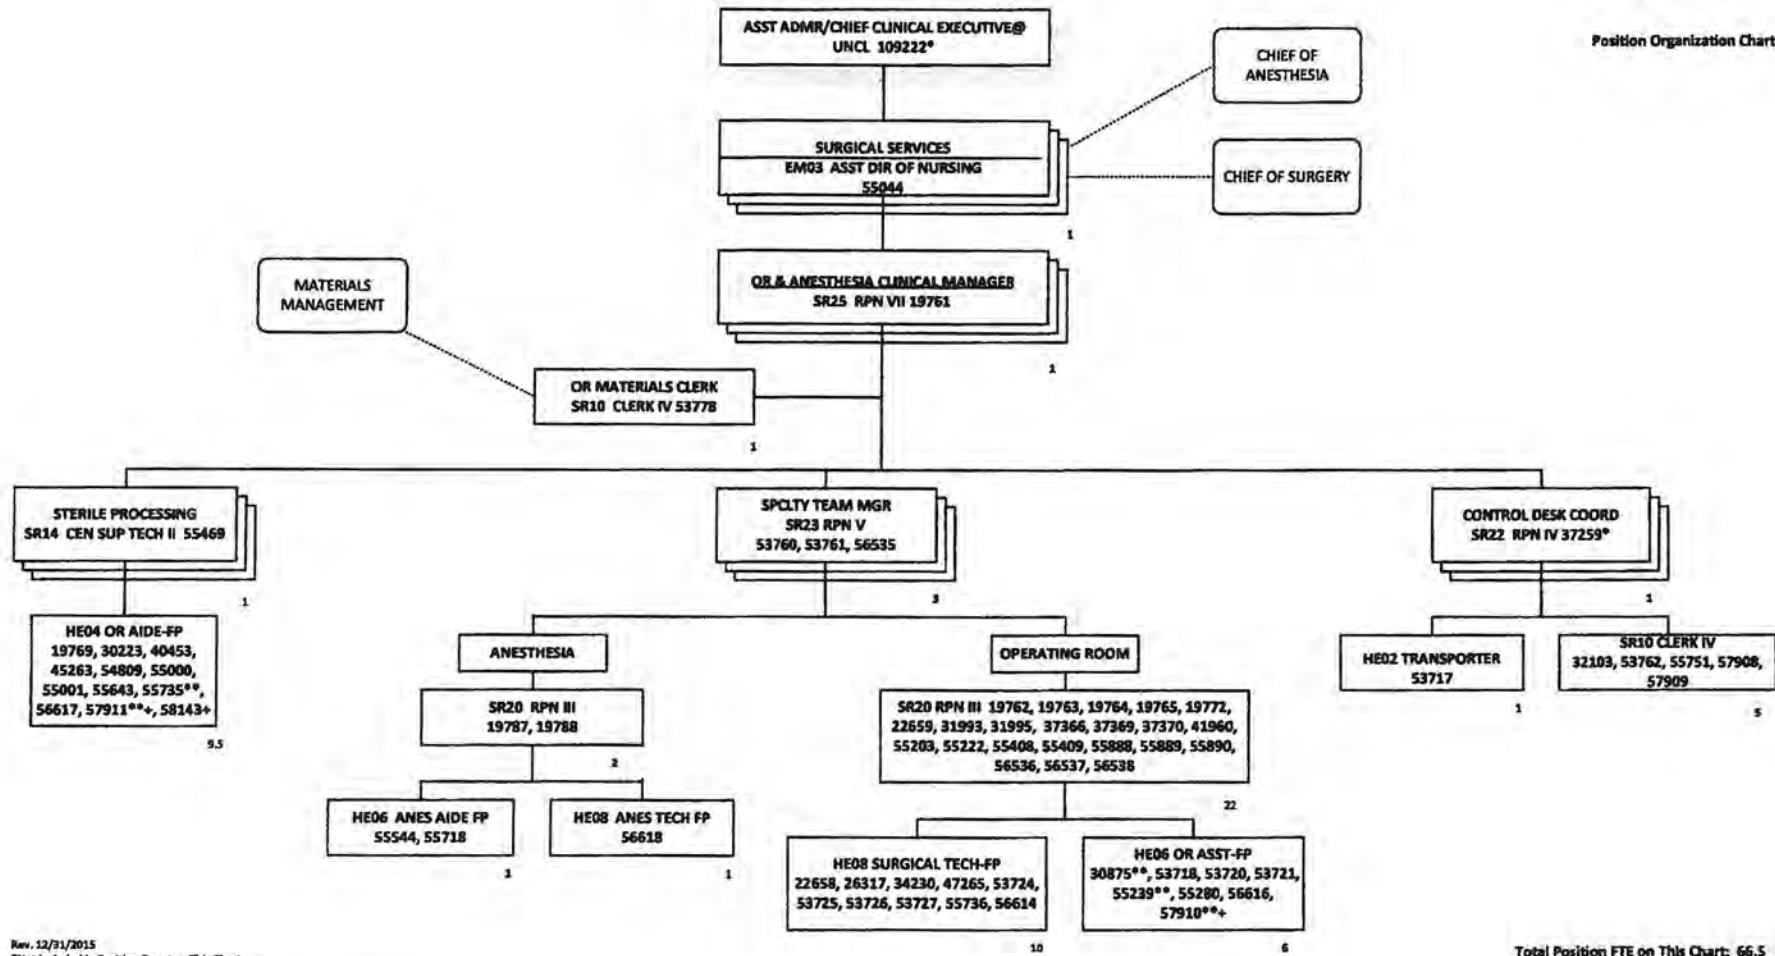 ASST ADMR/CHIEF CLINICAL EXECUTIVE@
UNCL 109222*
Position Organization Chart
CHIEF OF
ANESTHESIA
SURGICAL SERVICES
EM03 ASST DIR OF NURSING
55044
CHIEF OF SURGERY
1
MATERIALS
MANAGEMENT
OR & ANESTHESIA CLINICAL MANAGER
SR25 RPN VII 19761
1
OR MATERIALS CLERK
SR10 CLERK IV 53778
1
STERILE PROCESSING
SR14 CEN SUP TECH II 55469
1
SPCLTY TEAM MGR
SR23 RPN V
53760, 53761, 56535
3
CONTROL DESK COORD
SR22 RPN IV 37259*
1
HE04 OR AIDE-FP
19769, 30223, 40453,
45263, 54809, 55000,
55001, 55643, 55735**,
56617, 57911**+, 58143+
9.5
ANESTHESIA
OPERATING ROOM
HE02 TRANSPORTER
53717
1
SR10 CLERK IV
32103, 53762, 55751, 57908,
57909
5
SR20 RPN III
19787, 19788
2
SR20 RPN III 19762, 19763, 19764, 19765, 19772,
22659, 31993, 31995, 37366, 37369, 37370, 41960,
55203, 55222, 55408, 55409, 55888, 55889, 55890,
56536, 56537, 56538
22
HE06 ANES AIDE FP
55544, 55718
HE08 ANES TECH FP
56618
1
HE08 SURGICAL TECH-FP
22658, 26317, 34230, 47265, 53724,
53725, 53726, 53727, 55736, 56614
10
HE06 OR ASST-FP
30875**, 53718, 53720, 53721,
55239**, 55280, 56616,
57910**+
6
Rev. 12/31/2015
Total Position FTE on This Chart: 66.5